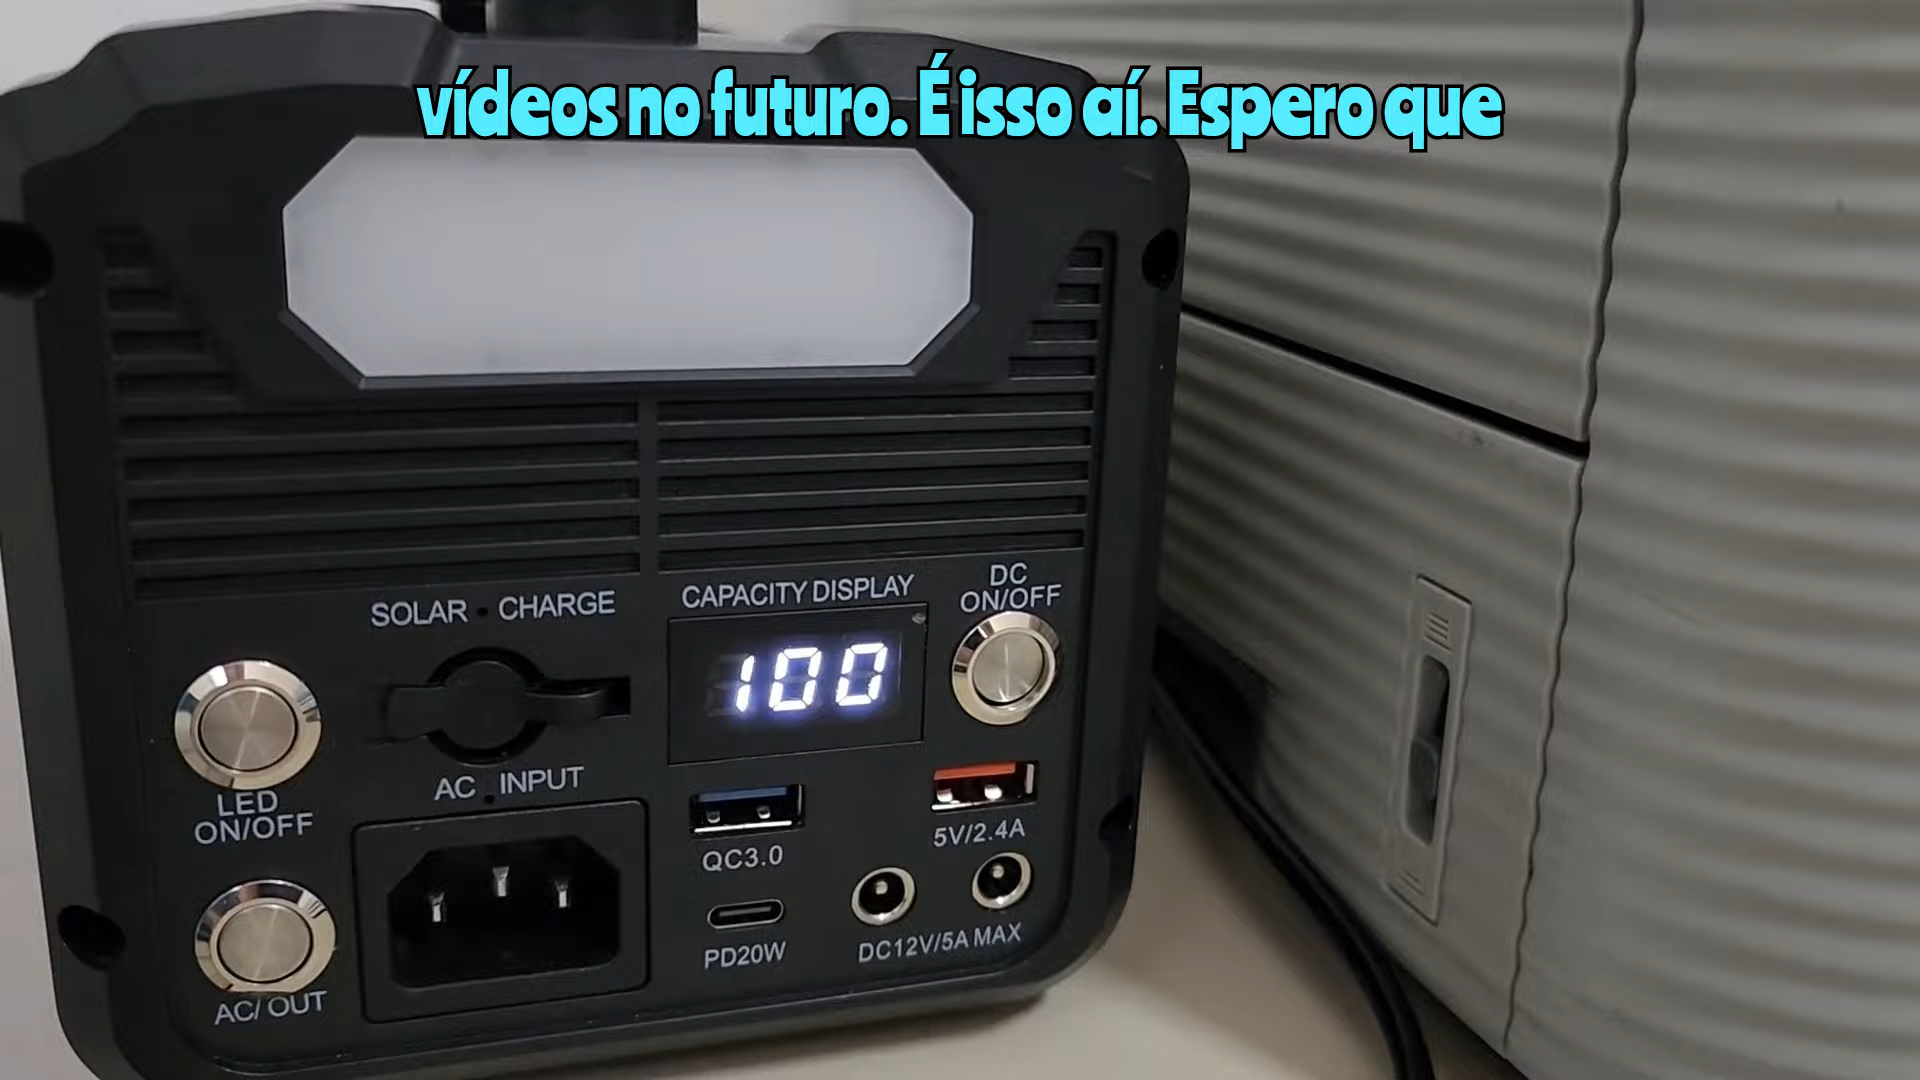 vídeos no futuro. É isso aí. Espero que
SOLAR CHARGE
CAPACITY DISPLAY
DC
ON/OFF
100
LED
ON/OFF
AC INPUT
QC3.0
5V/2.4A
PD20W
DC12V/5A MAX
AC/ OUT